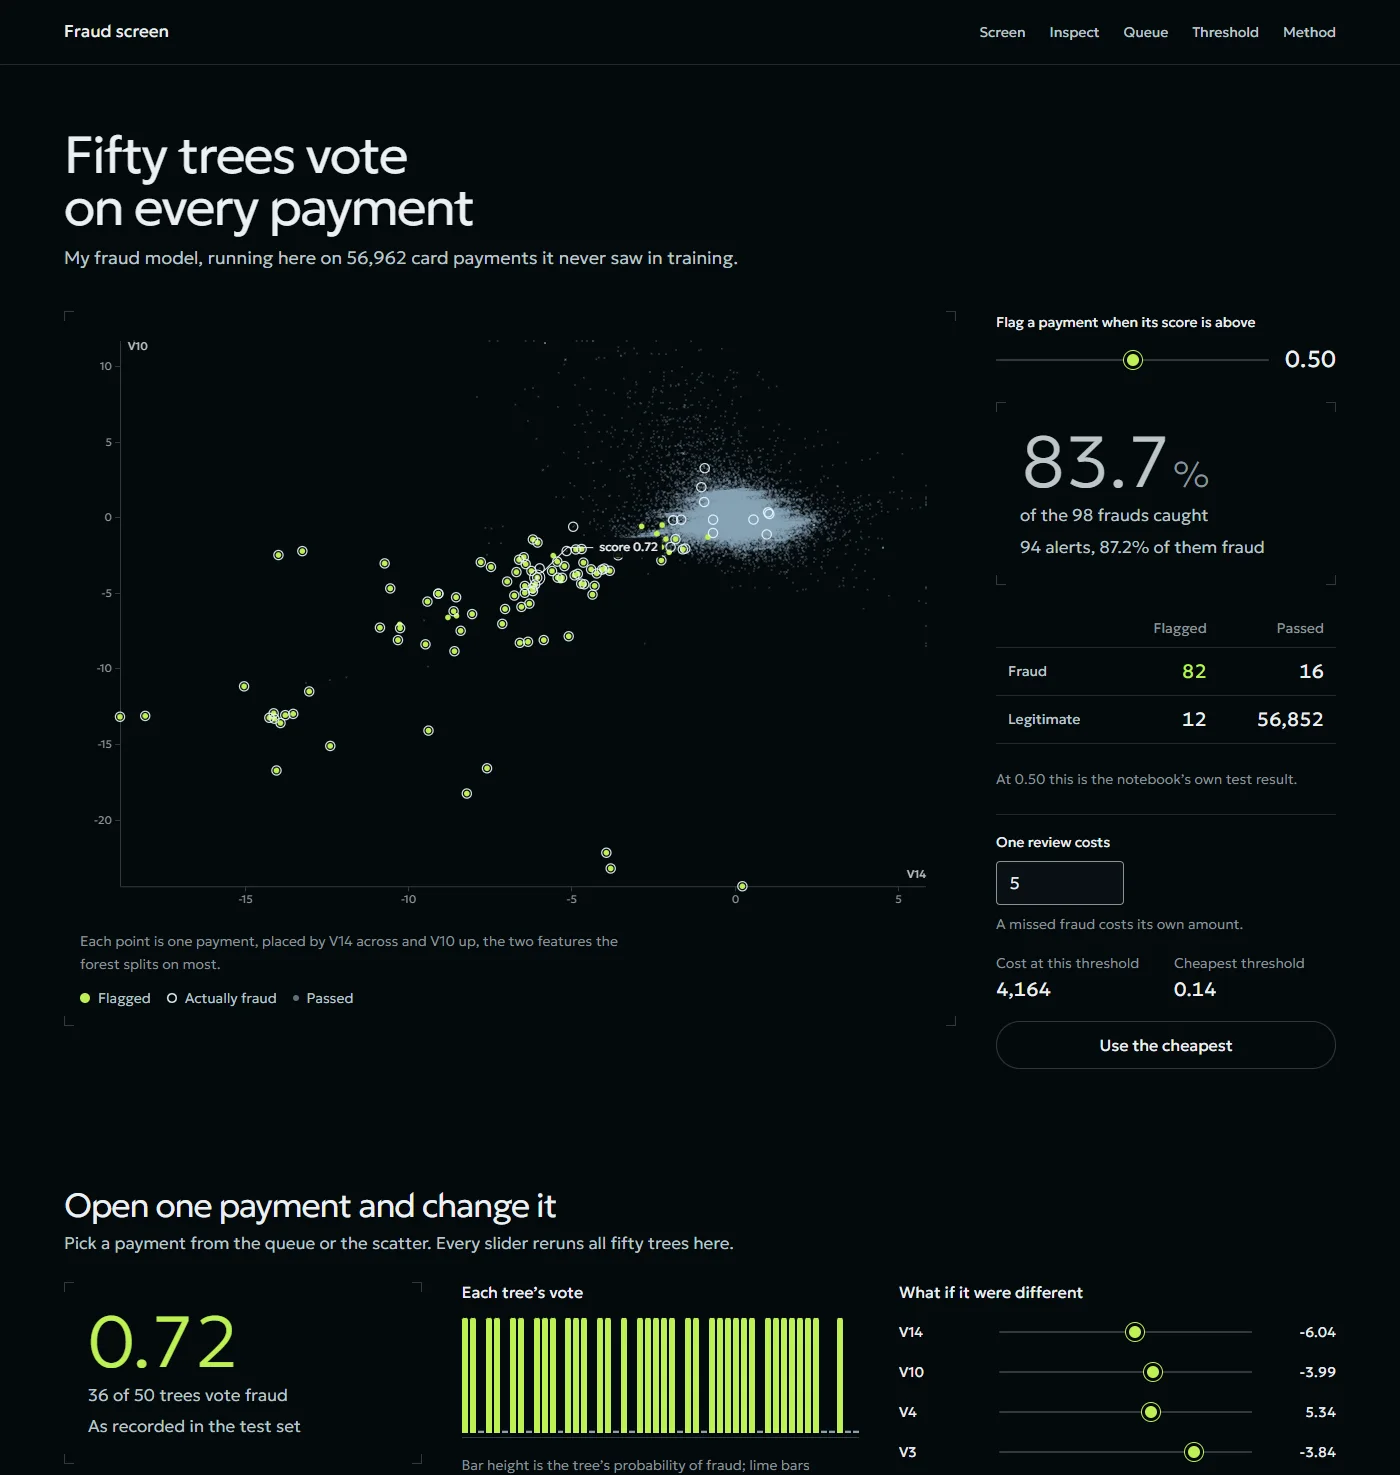 Fraud screen
Screen
Inspect
Queue
Threshold
Method
Fifty trees vote
on every payment
My fraud model, running here on 56,962 card payments it never saw in training.
V10
10
5
0
-5
-10
-15
-20
score 0.72
V14
-15
-10
-5
0
5
Each point is one payment, placed by V14 across and V10 up, the two features the
forest splits on most.
Flagged
Actually fraud
Passed
Flag a payment when its score is above
0.50
83.7%
of the 98 frauds caught
94 alerts, 87.2% of them fraud
Flagged Passed
Fraud 82 16
Legitimate 12 56,852
At 0.50 this is the notebook’s own test result.
One review costs
5
A missed fraud costs its own amount.
Cost at this threshold Cheapest threshold
4,164 0.14
Use the cheapest
Open one payment and change it
Pick a payment from the queue or the scatter. Every slider reruns all fifty trees here.
0.72
36 of 50 trees vote fraud
As recorded in the test set
Each tree’s vote
Bar height is the tree’s probability of fraud; lime bars
What if it were different
V14 -6.04
V10 -3.99
V4 5.34
V3 -3.84